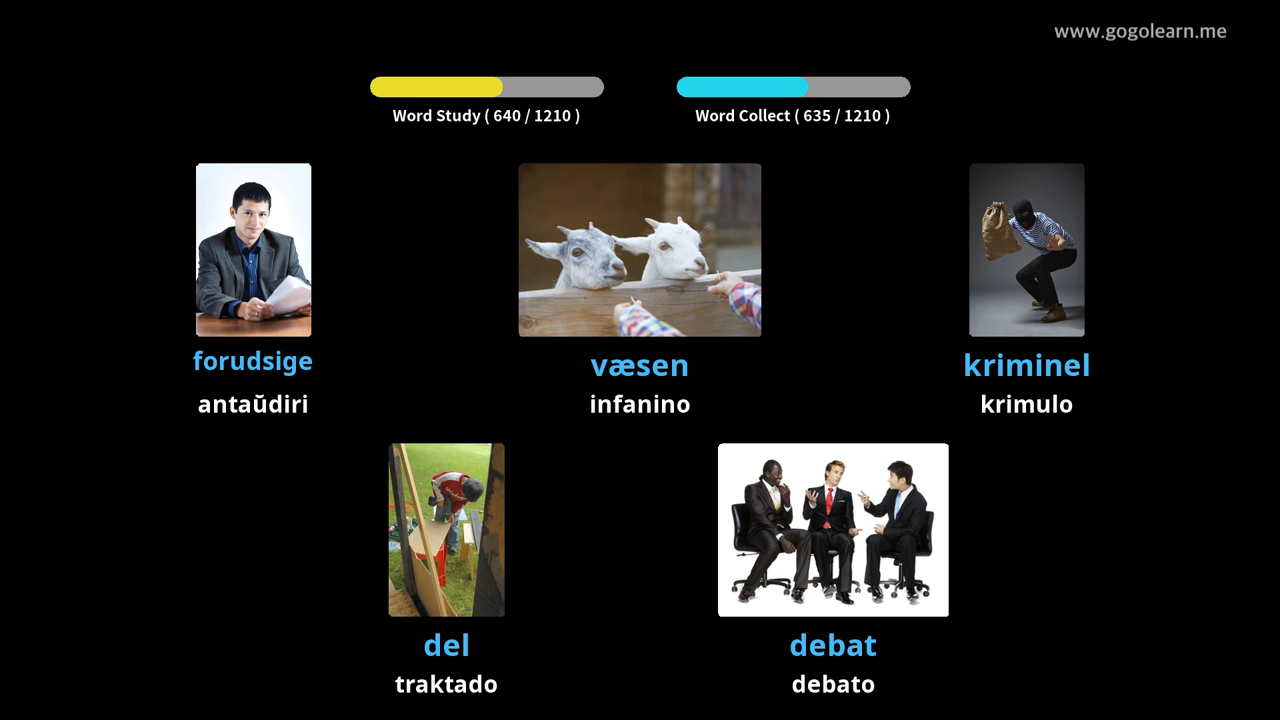 www.gogolearn.me
Word Study ( 640 / 1210 )
Word Collect ( 635 / 1210 )
forudsige
antaŭdiri
væsen
infanino
kriminel
krimulo
del
traktado
debat
debato